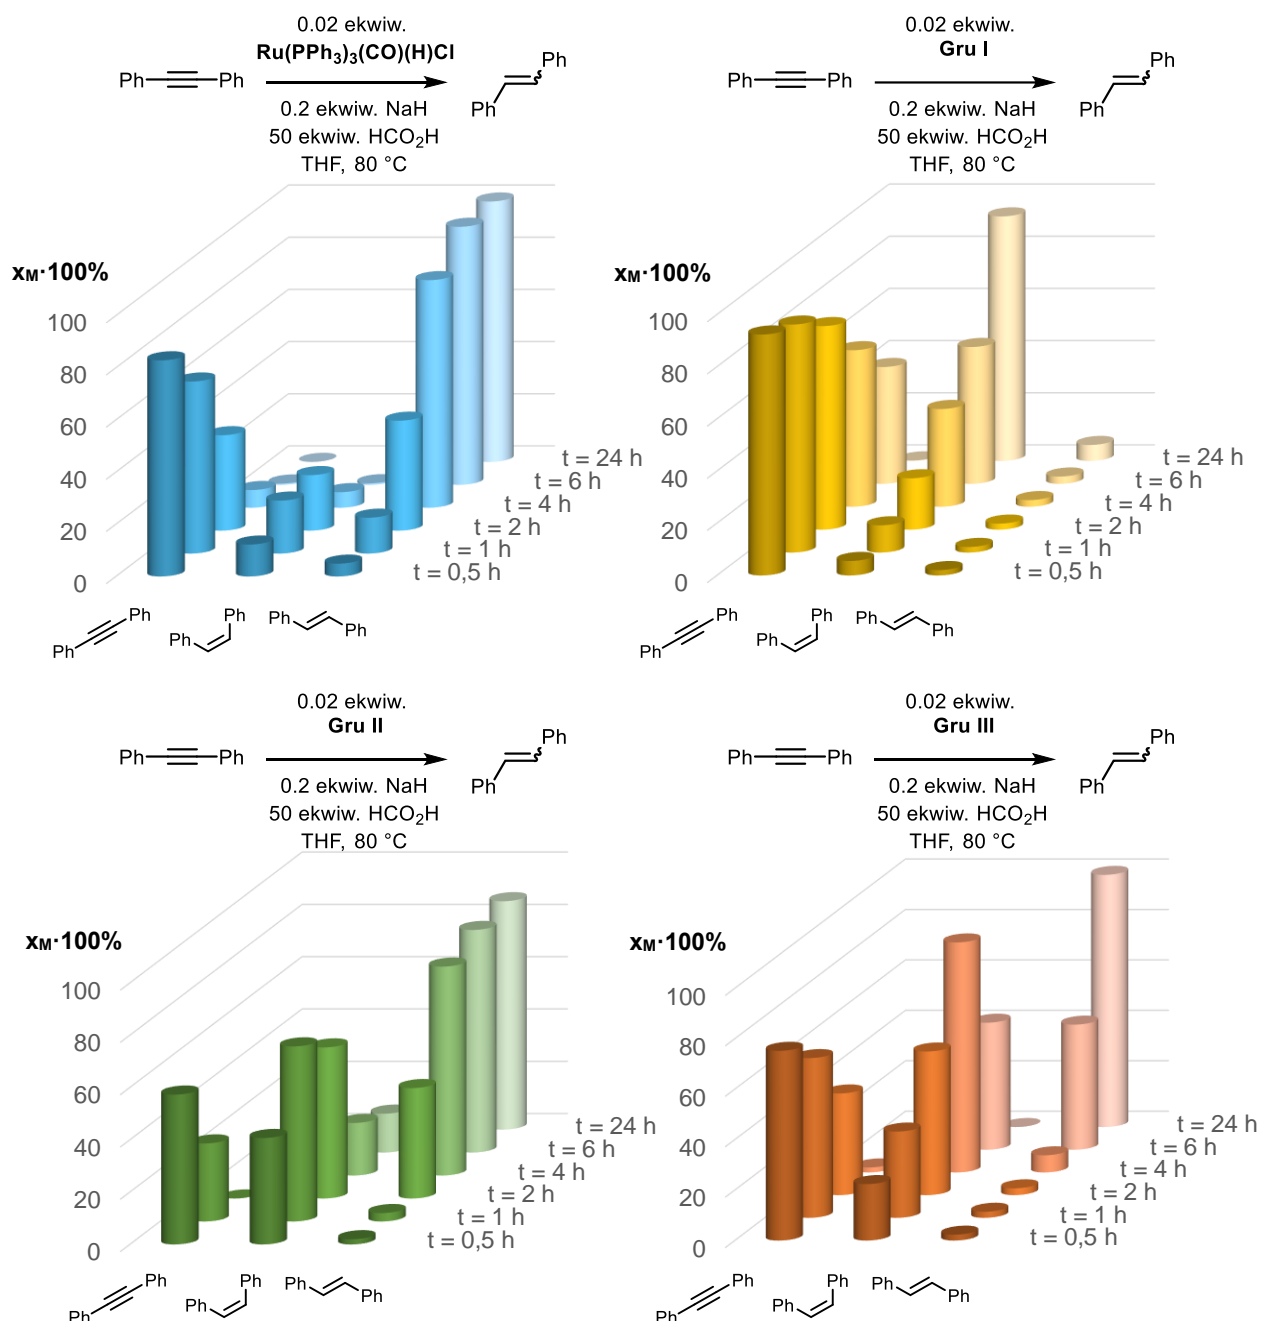 0.02 ekwiw.
Ru(PPh₃)₃(CO)(H)Cl
Ph Ph
Ph
Ph
0.2 ekwiw. NaH
50 ekwiw. HCO₂H
THF, 80 °C
xM·100%
100
80
60
40
20
0
t = 24 h
t = 6 h
t = 4 h
t = 2 h
t = 1 h
t = 0,5 h
Ph
Ph
Ph
Ph
Ph
Ph
0.02 ekwiw.
Gru I
Ph Ph
Ph
Ph
0.2 ekwiw. NaH
50 ekwiw. HCO₂H
THF, 80 °C
xM·100%
100
80
60
40
20
0
t = 24 h
t = 6 h
t = 4 h
t = 2 h
t = 1 h
t = 0,5 h
Ph
Ph
Ph
Ph
Ph
Ph
0.02 ekwiw.
Gru II
Ph Ph
Ph
Ph
0.2 ekwiw. NaH
50 ekwiw. HCO₂H
THF, 80 °C
xM·100%
100
80
60
40
20
0
t = 24 h
t = 6 h
t = 4 h
t = 2 h
t = 1 h
t = 0,5 h
Ph
Ph
Ph
Ph
Ph
Ph
0.02 ekwiw.
Gru III
Ph Ph
Ph
Ph
0.2 ekwiw. NaH
50 ekwiw. HCO₂H
THF, 80 °C
xM·100%
100
80
60
40
20
0
t = 24 h
t = 6 h
t = 4 h
t = 2 h
t = 1 h
t = 0,5 h
Ph
Ph
Ph
Ph
Ph
Ph